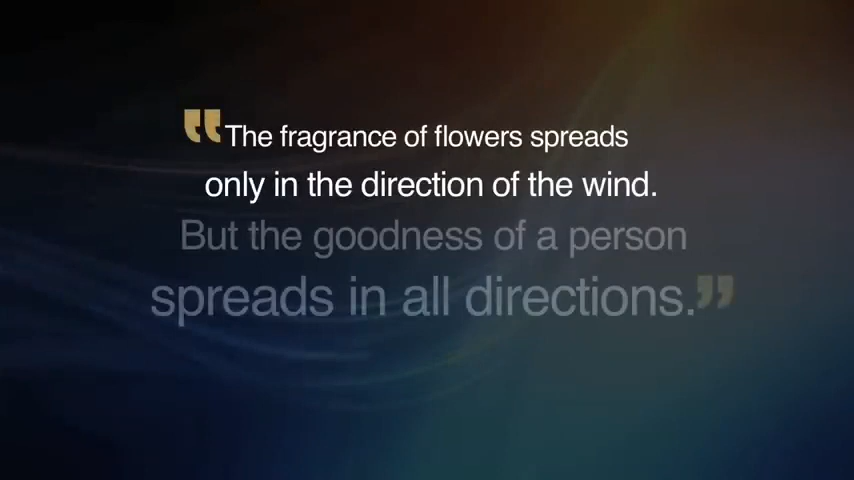 “The fragrance of flowers spreads
only in the direction of the wind.
But the goodness of a person
spreads in all directions.”